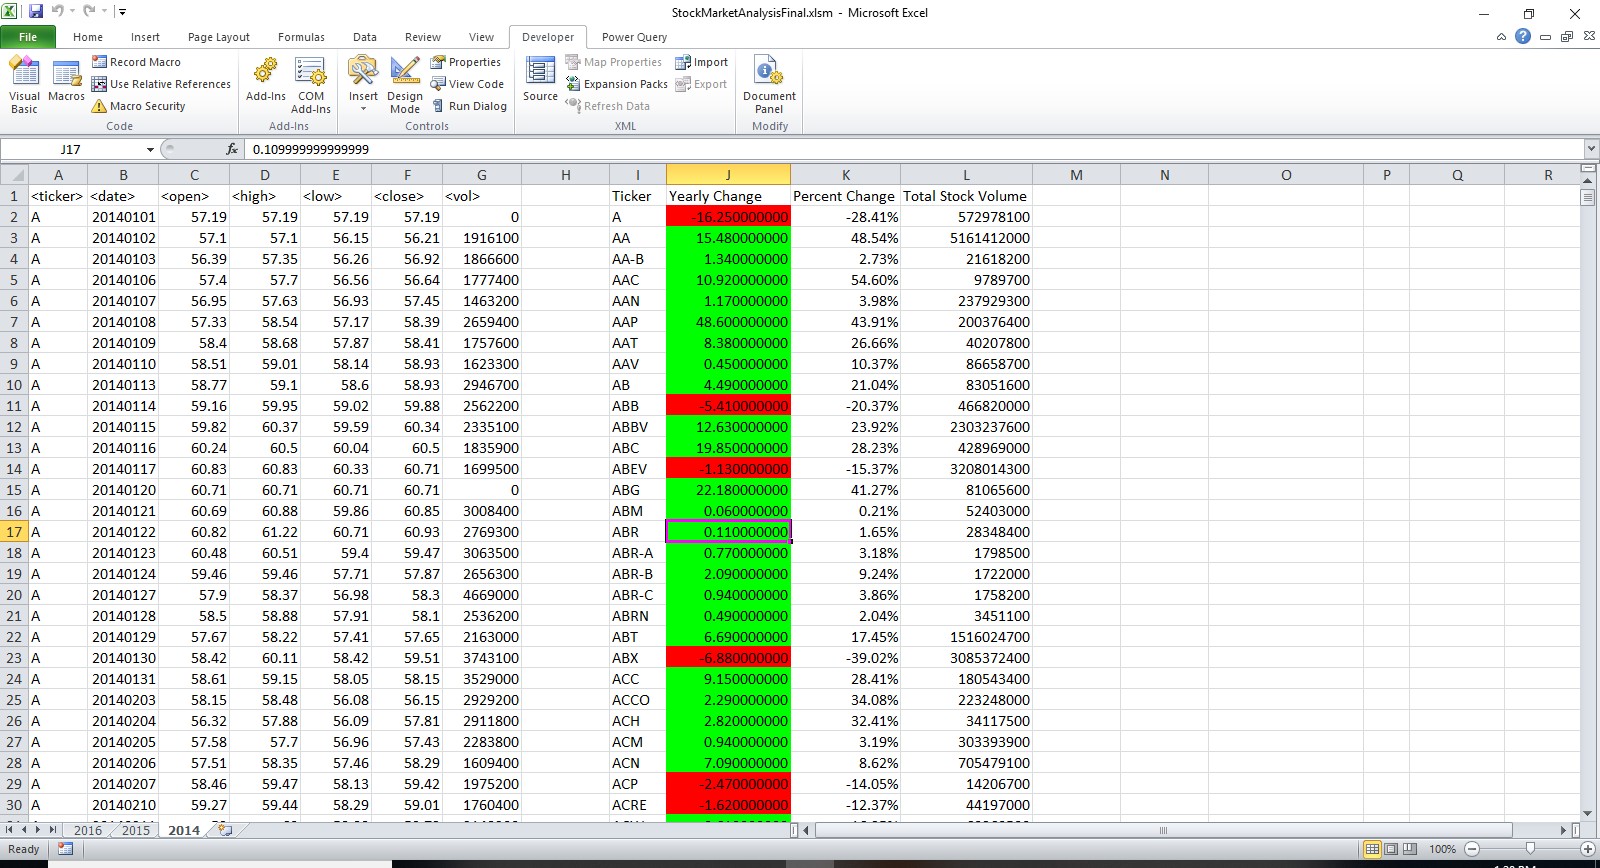 StockMarketAnalysisFinal.xlsm - Microsoft Excel
File Home Insert Page Layout Formulas Data Review View Developer Power Query
Visual Basic
Macros
Record Macro
Use Relative References
Macro Security
Code
Add-Ins
COM Add-Ins
Add-Ins
Insert
Design Mode
Properties
View Code
Run Dialog
Controls
Source
Map Properties
Expansion Packs
Refresh Data
Import
Export
XML
Document Panel
Modify
J17 fx 0.109999999999999
A B C D E F G H I J K L M N O P Q R
1 <ticker> <date> <open> <high> <low> <close> <vol> Ticker Yearly Change Percent Change Total Stock Volume
2 A 20140101 57.19 57.19 57.19 57.19 0 A -16.250000000 -28.41% 572978100
3 A 20140102 57.1 57.1 56.15 56.21 1916100 AA 15.480000000 48.54% 5161412000
4 A 20140103 56.39 57.35 56.26 56.92 1866600 AA-B 1.340000000 2.73% 21618200
5 A 20140106 57.4 57.7 56.56 56.64 1777400 AAC 10.920000000 54.60% 9789700
6 A 20140107 56.95 57.63 56.93 57.45 1463200 AAN 1.170000000 3.98% 237929300
7 A 20140108 57.33 58.54 57.17 58.39 2659400 AAP 48.600000000 43.91% 200376400
8 A 20140109 58.4 58.68 57.87 58.41 1757600 AAT 8.380000000 26.66% 40207800
9 A 20140110 58.51 59.01 58.14 58.93 1623300 AAV 0.450000000 10.37% 86658700
10 A 20140113 58.77 59.1 58.6 58.93 2946700 AB 4.490000000 21.04% 83051600
11 A 20140114 59.16 59.95 59.02 59.88 2562200 ABB -5.410000000 -20.37% 466820000
12 A 20140115 59.82 60.37 59.59 60.34 2335100 ABBV 12.630000000 23.92% 2303237600
13 A 20140116 60.24 60.5 60.04 60.5 1835900 ABC 19.850000000 28.23% 428969000
14 A 20140117 60.83 60.83 60.33 60.71 1699500 ABEV -1.130000000 -15.37% 3208014300
15 A 20140120 60.71 60.71 60.71 60.71 0 ABG 22.180000000 41.27% 81065600
16 A 20140121 60.69 60.88 59.86 60.85 3008400 ABM 0.060000000 0.21% 52403000
17 A 20140122 60.82 61.22 60.71 60.93 2769300 ABR 0.110000000 1.65% 28348400
18 A 20140123 60.48 60.51 59.4 59.47 3063500 ABR-A 0.770000000 3.18% 1798500
19 A 20140124 59.46 59.46 57.71 57.87 2656300 ABR-B 2.090000000 9.24% 1722000
20 A 20140127 57.9 58.37 56.98 58.3 4669000 ABR-C 0.940000000 3.86% 1758200
21 A 20140128 58.5 58.88 57.91 58.1 2536200 ABRN 0.490000000 2.04% 3451100
22 A 20140129 57.67 58.22 57.41 57.65 2163000 ABT 6.690000000 17.45% 1516024700
23 A 20140130 58.42 60.11 58.42 59.51 3743100 ABX -6.880000000 -39.02% 3085372400
24 A 20140131 58.61 59.15 58.05 58.15 3529000 ACC 9.150000000 28.41% 180543400
25 A 20140203 58.15 58.48 56.08 56.15 2929200 ACCO 2.290000000 34.08% 223248000
26 A 20140204 56.32 57.88 56.09 57.81 2911800 ACH 2.820000000 32.41% 34117500
27 A 20140205 57.58 57.7 56.96 57.43 2283800 ACM 0.940000000 3.19% 303393900
28 A 20140206 57.51 58.35 57.46 58.29 1609400 ACN 7.090000000 8.62% 705479100
29 A 20140207 58.46 59.47 58.13 59.42 1975200 ACP -2.470000000 -14.05% 14206700
30 A 20140210 59.27 59.44 58.29 59.01 1760400 ACRE -1.620000000 -12.37% 44197000
2016 2015 2014
Ready 100%